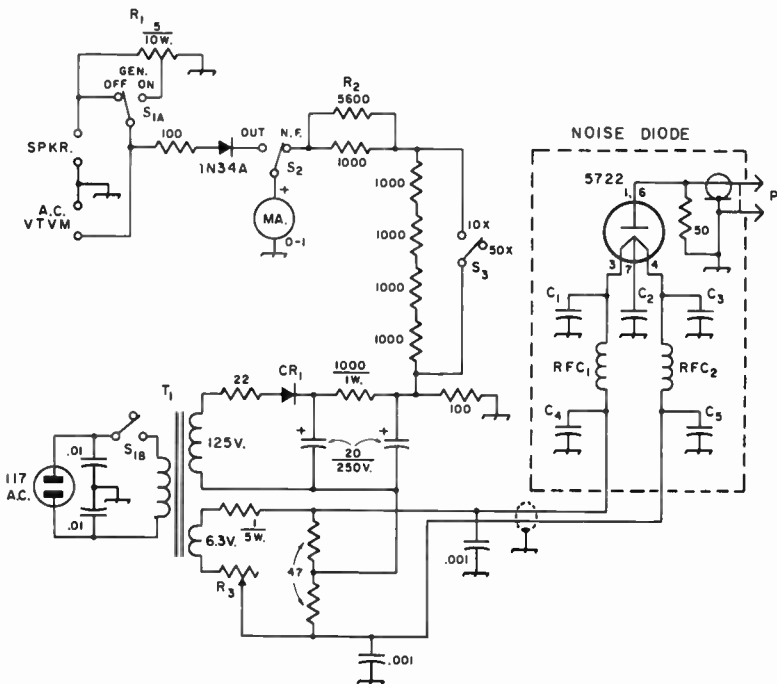 R1
5
10W.
GEN.
OFF ON
S1A
SPKR.
A.C.
VTVM
100
1N34A
OUT
N.F.
S2
+
MA.
0-1
R2
5600
1000
1000
1000
1000
1000
10X
50X
S3
NOISE DIODE
5722
1, 6
P
50
3
7
4
C1
C2
C3
RFC1
RFC2
C4
C5
T1
22
CR1
1000
1W.
100
+
+
20
250V.
125V.
S1B
.01
117
A.C.
.01
6.3V.
1
5W.
R3
47
.001
.001